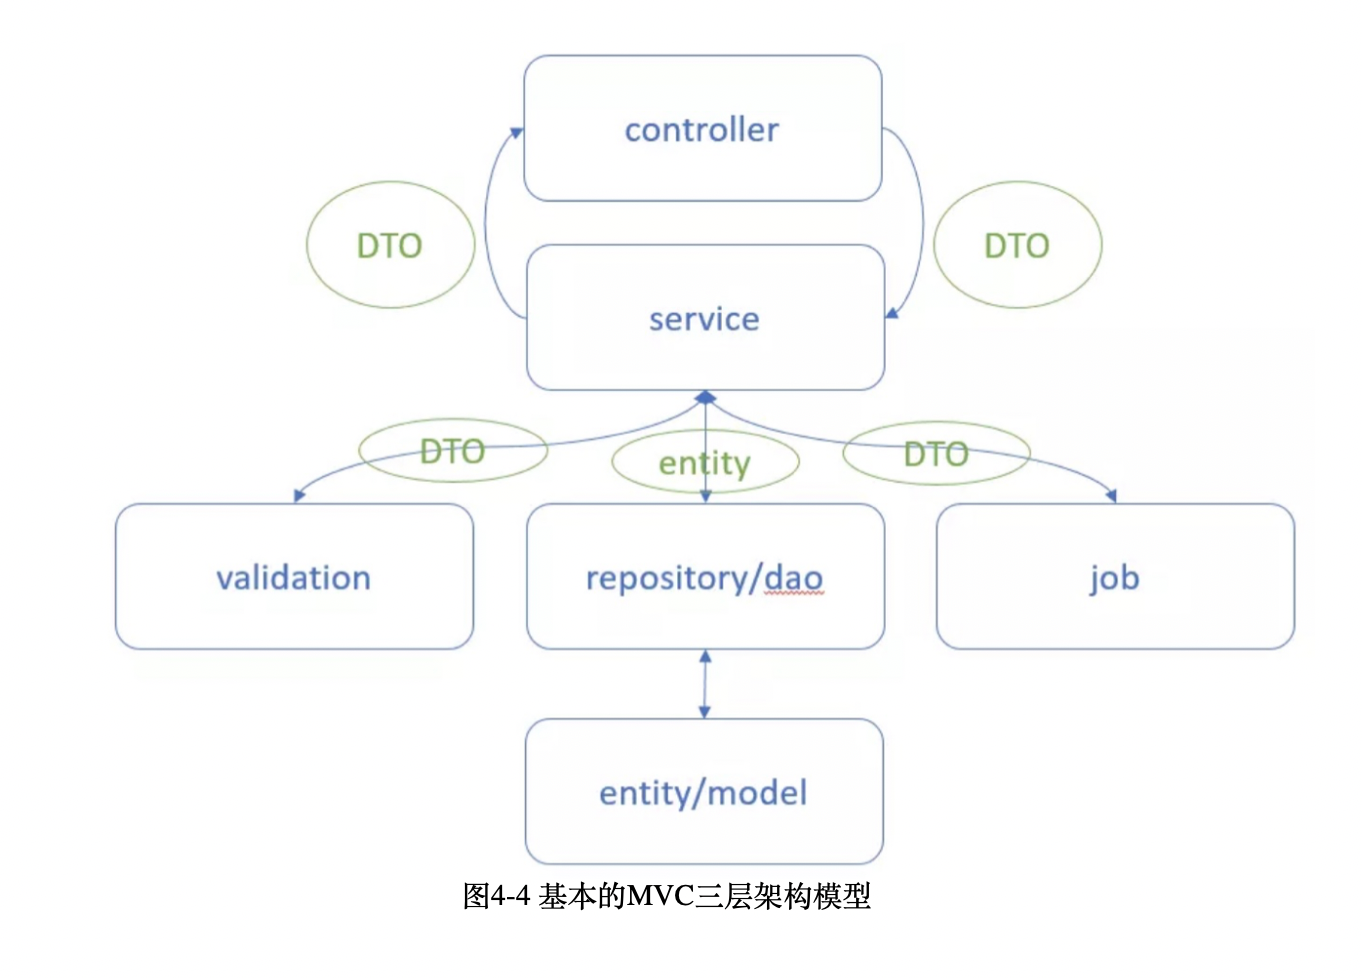 controller
DTO
DTO
service
DTO
entity
DTO
validation
repository/dao
job
entity/model
图4-4 基本的MVC三层架构模型